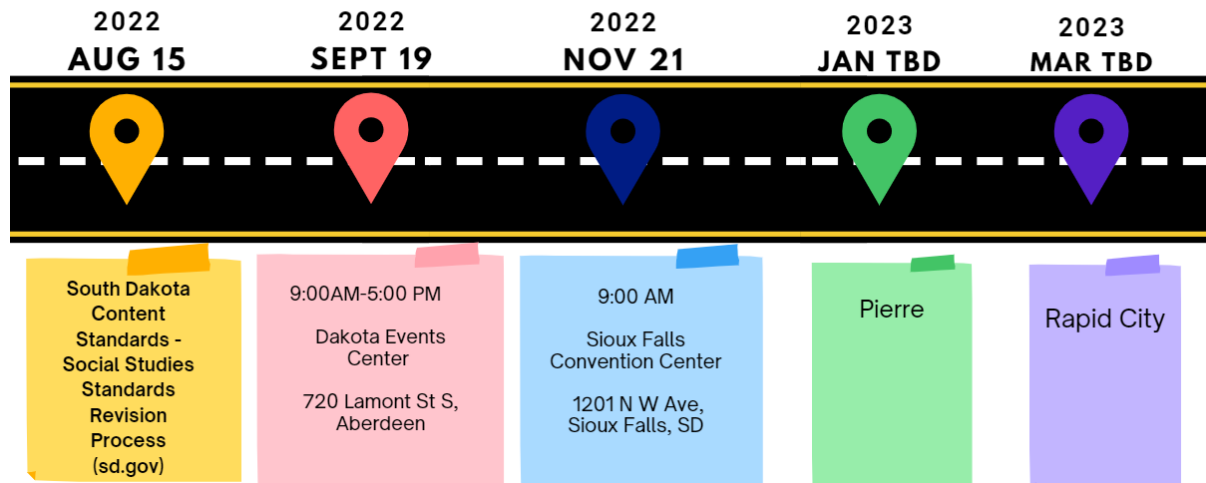 2022
AUG 15
2022
SEPT 19
2022
NOV 21
2023
JAN TBD
2023
MAR TBD
South Dakota
Content
Standards -
Social Studies
Standards
Revision
Process
(sd.gov)
9:00AM-5:00 PM
Dakota Events
Center
720 Lamont St S,
Aberdeen
9:00 AM
Sioux Falls
Convention Center
1201 N W Ave,
Sioux Falls, SD
Pierre
Rapid City